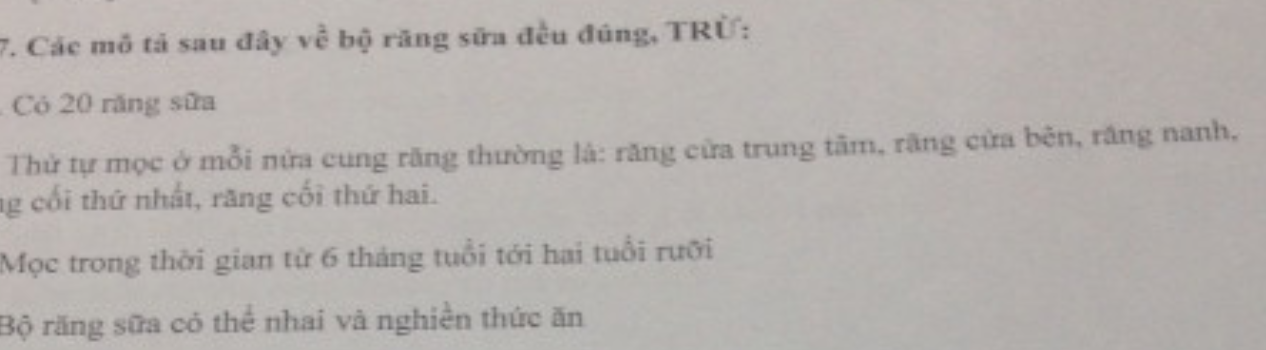 7. Các mô tả sau đây về bộ răng sữa đều đúng, TRỪ:
. Có 20 răng sữa
Thứ tự mọc ở mỗi nửa cung răng thường là: răng cửa trung tâm, răng cửa bên, răng nanh,
ng cối thứ nhất, răng cối thứ hai.
Mọc trong thời gian từ 6 tháng tuổi tới hai tuổi rưỡi
Bộ răng sữa có thể nhai và nghiền thức ăn